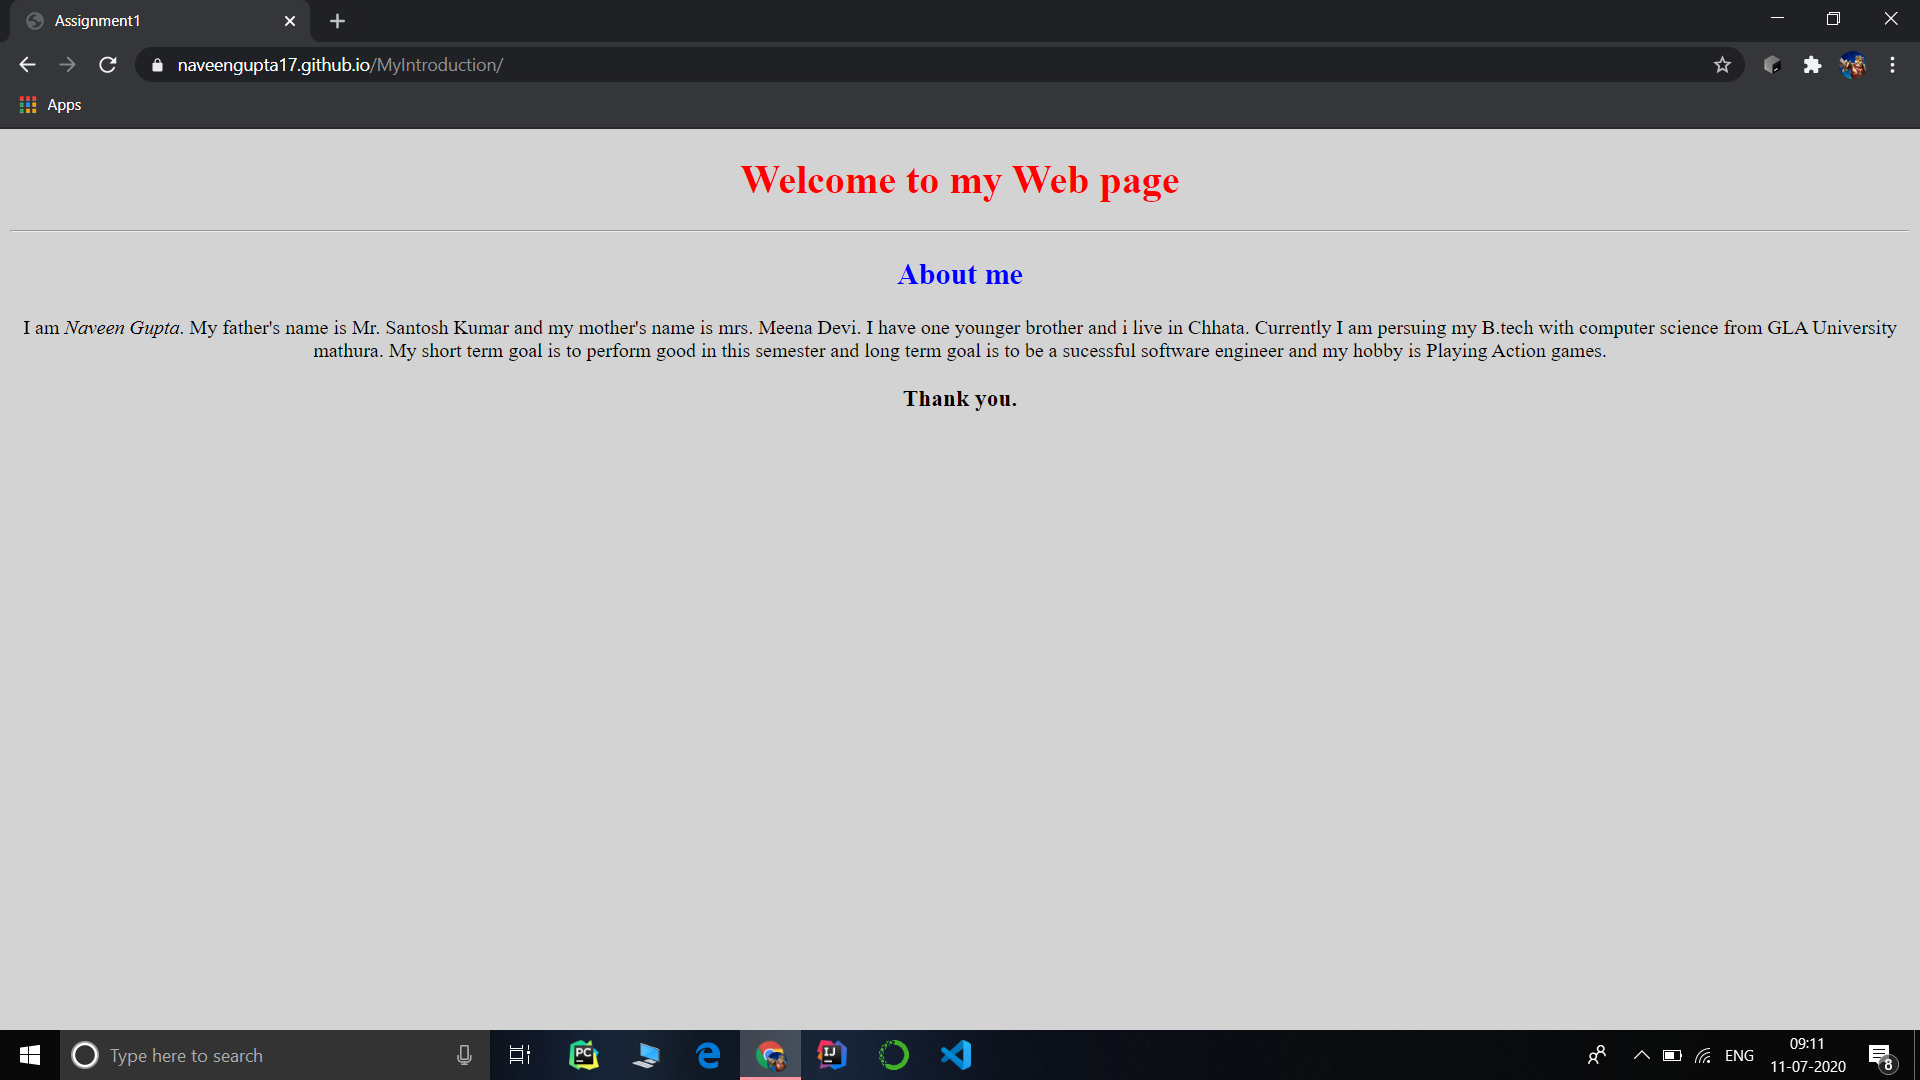 Assignment1
naveengupta17.github.io/MyIntroduction/
Apps
Welcome to my Web page
About me
I am Naveen Gupta. My father's name is Mr. Santosh Kumar and my mother's name is mrs. Meena Devi. I have one younger brother and i live in Chhata. Currently I am persuing my B.tech with computer science from GLA University
mathura. My short term goal is to perform good in this semester and long term goal is to be a sucessful software engineer and my hobby is Playing Action games.
Thank you.
Type here to search
PC
IJ
ENG
09:11
11-07-2020
8